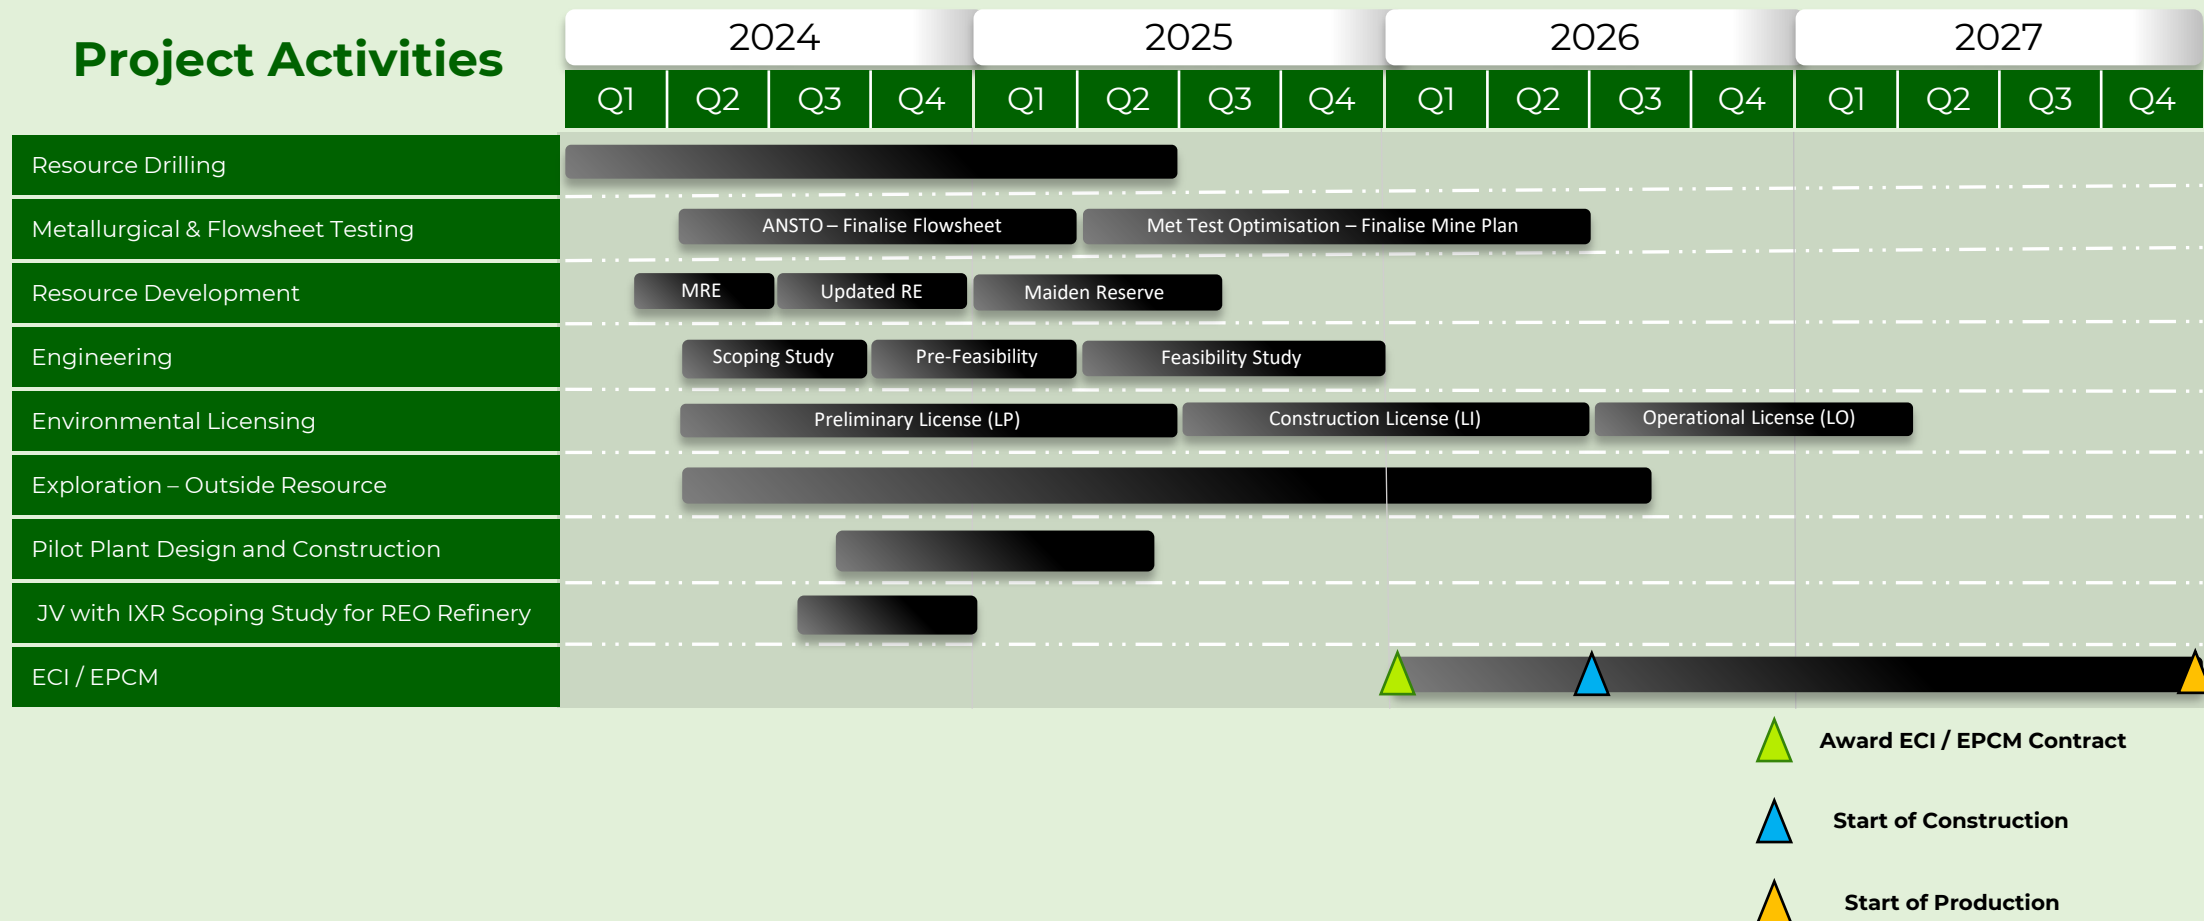 Project Activities
2024 2025 2026 2027
Q1 Q2 Q3 Q4 Q1 Q2 Q3 Q4 Q1 Q2 Q3 Q4 Q1 Q2 Q3 Q4
Resource Drilling
Metallurgical & Flowsheet Testing
ANSTO – Finalise Flowsheet
Met Test Optimisation – Finalise Mine Plan
Resource Development
MRE
Updated RE
Maiden Reserve
Engineering
Scoping Study
Pre-Feasibility
Feasibility Study
Environmental Licensing
Preliminary License (LP)
Construction License (LI)
Operational License (LO)
Exploration – Outside Resource
Pilot Plant Design and Construction
JV with IXR Scoping Study for REO Refinery
ECI / EPCM
Award ECI / EPCM Contract
Start of Construction
Start of Production